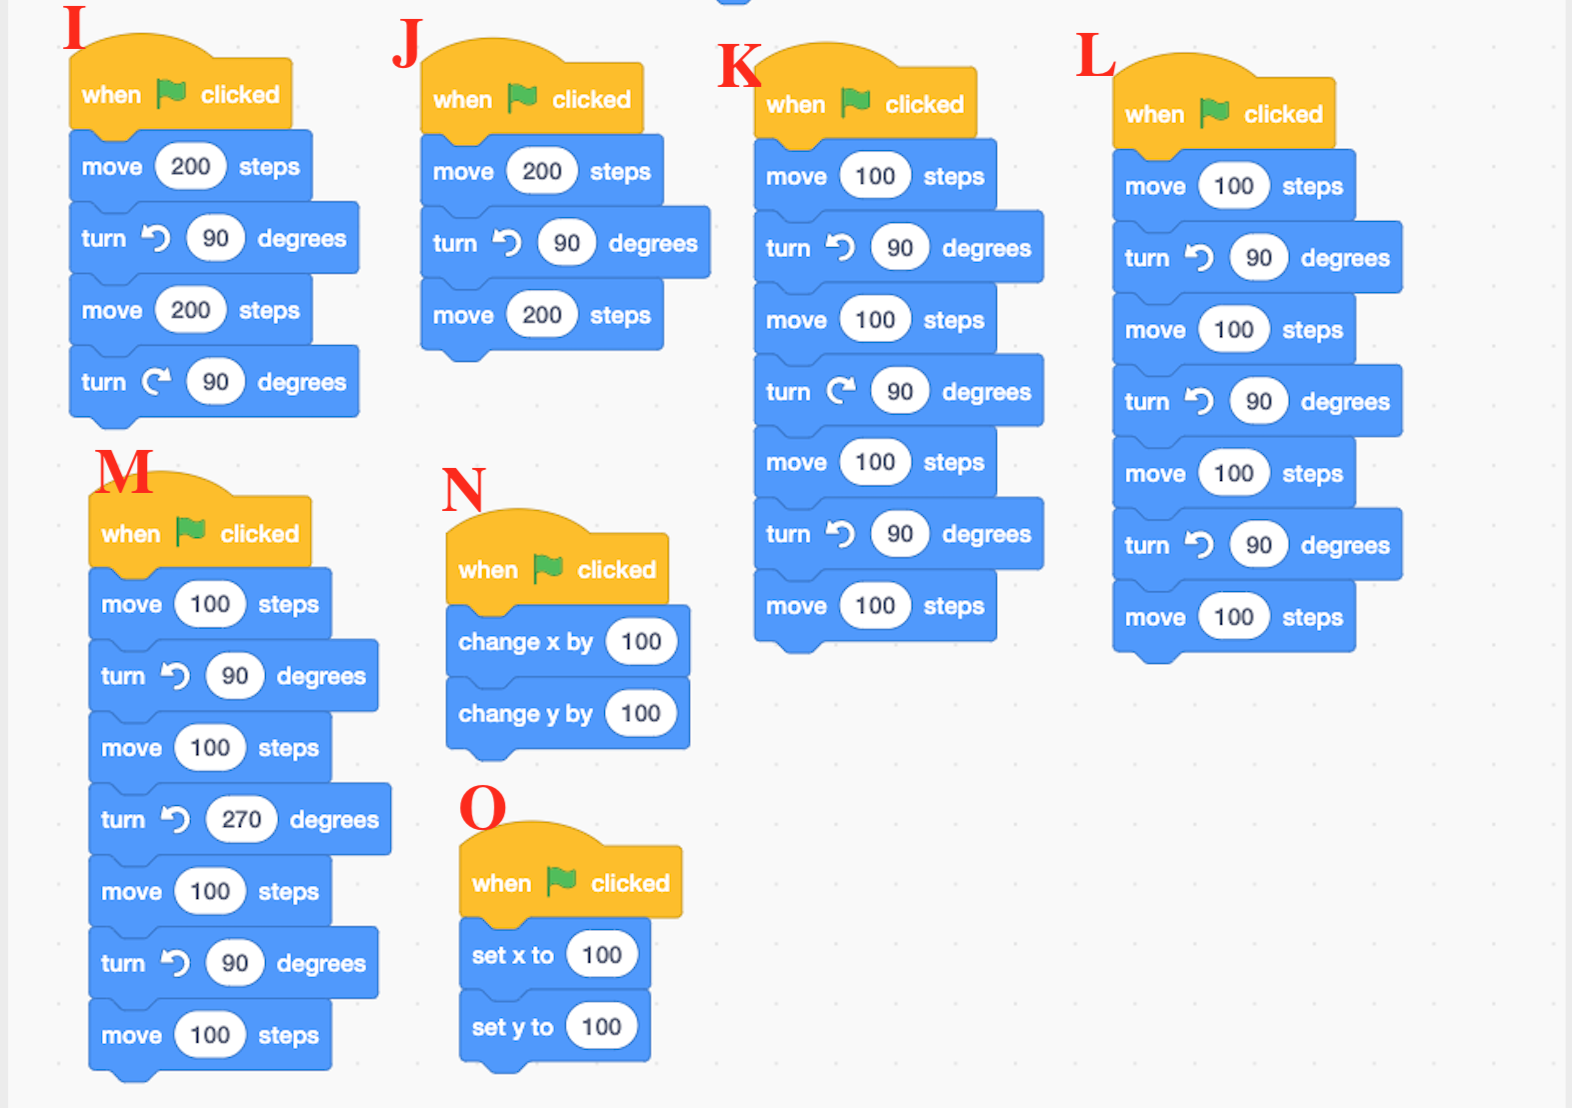 I
when clicked
move 200 steps
turn 90 degrees
move 200 steps
turn 90 degrees
J
when clicked
move 200 steps
turn 90 degrees
move 200 steps
K
when clicked
move 100 steps
turn 90 degrees
move 100 steps
turn 90 degrees
move 100 steps
turn 90 degrees
move 100 steps
L
when clicked
move 100 steps
turn 90 degrees
move 100 steps
turn 90 degrees
move 100 steps
turn 90 degrees
move 100 steps
M
when clicked
move 100 steps
turn 90 degrees
move 100 steps
turn 270 degrees
move 100 steps
turn 90 degrees
move 100 steps
N
when clicked
change x by 100
change y by 100
O
when clicked
set x to 100
set y to 100